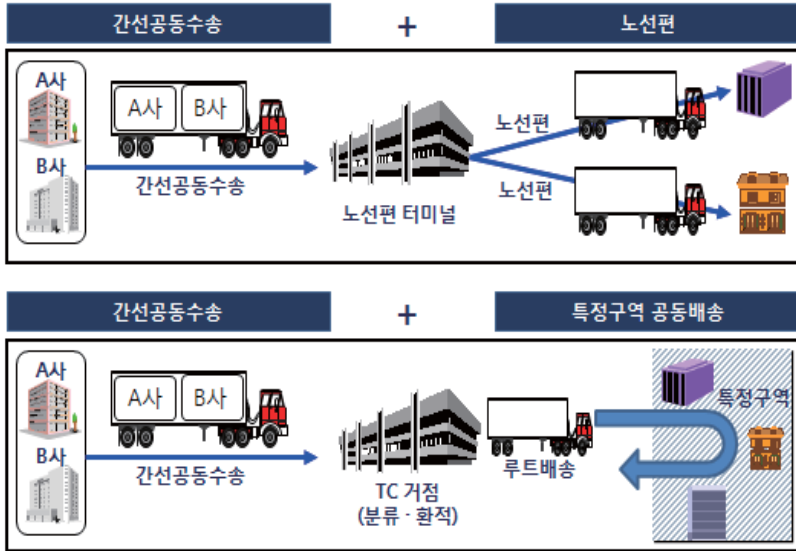 간선공동수송 + 노선편
A사
A사 B사
B사
간선공동수송
노선편 터미널
노선편
노선편
간선공동수송 + 특정구역 공동배송
A사
A사 B사
B사
간선공동수송
TC 거점
(분류 - 환적)
루트배송
특정구역